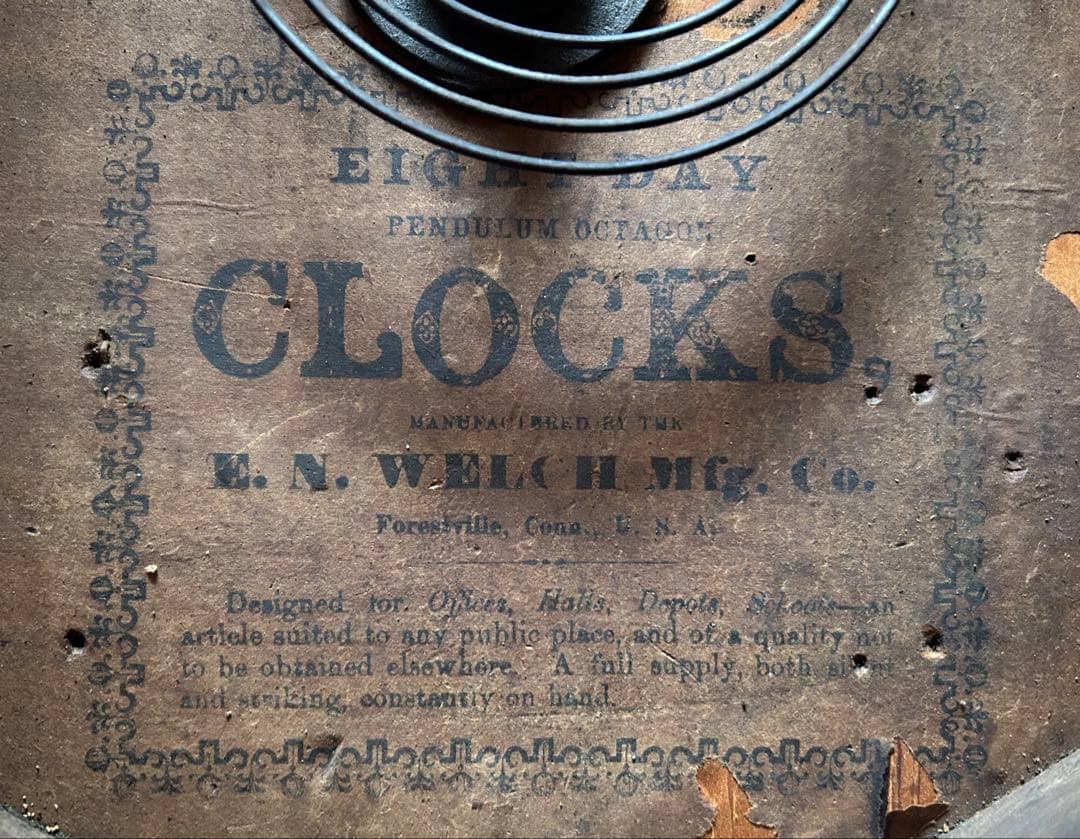 EIGHT-DAY
PENDULUM OCTAGON
CLOCKS,
MANUFACTURED BY THE
E. N. WELCH Mfg. Co.
Forestville, Conn., U. S. A.
Designed for Offices, Halls, Depots, Schools—an
article suited to any public place, and of a quality not
to be obtained elsewhere. A full supply, both silent
and striking, constantly on hand.